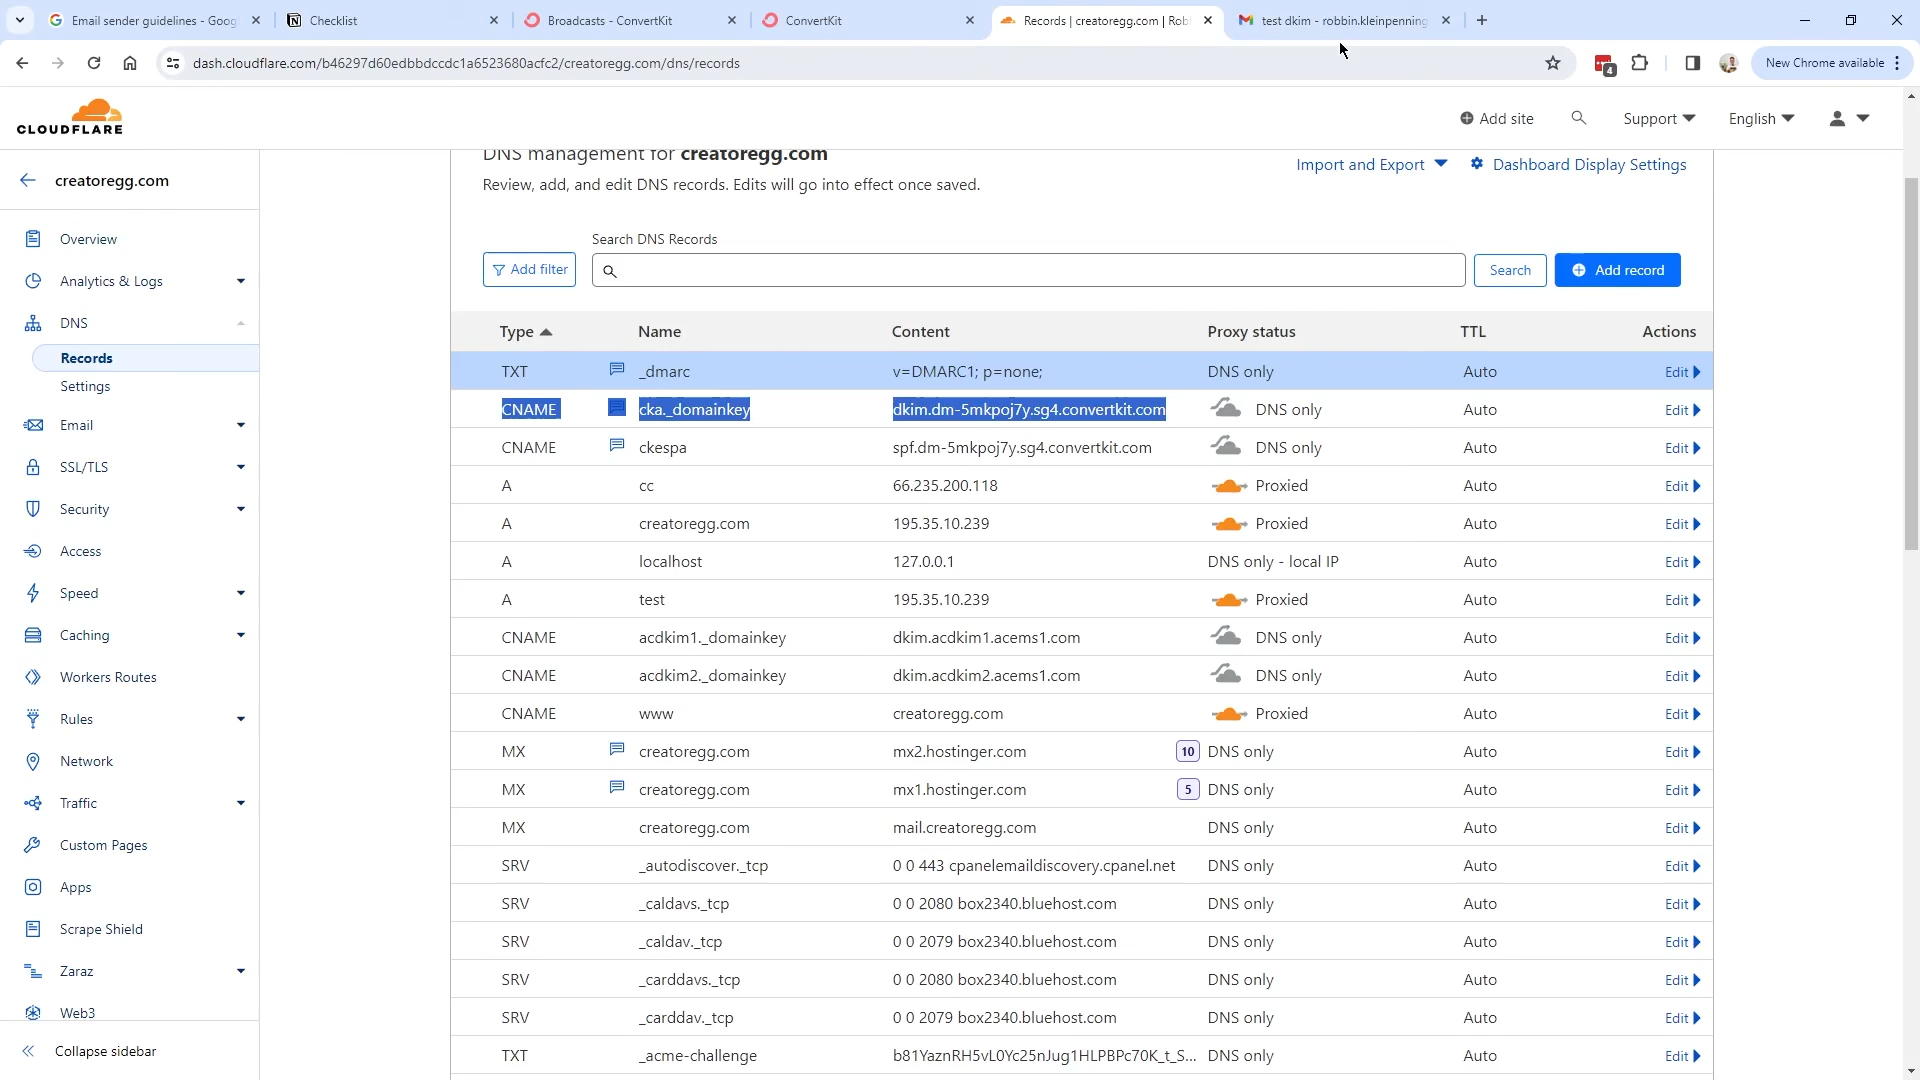 Email sender guidelines - Goog
Checklist
Broadcasts - ConvertKit
ConvertKit
Records | creatoregg.com | Rob
test dkim - robbin.kleinpenning
dash.cloudflare.com/b46297d60edbbdccdc1a6523680acfc2/creatoregg.com/dns/records
4
New Chrome available
CLOUDFLARE
Add site
Support
English
creatoregg.com
Overview
Analytics & Logs
DNS
Records
Settings
Email
SSL/TLS
Security
Access
Speed
Caching
Workers Routes
Rules
Network
Traffic
Custom Pages
Apps
Scrape Shield
Zaraz
Web3
Collapse sidebar
DNS management for creatoregg.com
Review, add, and edit DNS records. Edits will go into effect once saved.
Import and Export
Dashboard Display Settings
Search DNS Records
Add filter
Search
Add record
Type Name Content Proxy status TTL Actions
TXT _dmarc v=DMARC1; p=none; DNS only Auto Edit
CNAME cka._domainkey dkim.dm-5mkpoj7y.sg4.convertkit.com DNS only Auto Edit
CNAME ckespa spf.dm-5mkpoj7y.sg4.convertkit.com DNS only Auto Edit
A cc 66.235.200.118 Proxied Auto Edit
A creatoregg.com 195.35.10.239 Proxied Auto Edit
A localhost 127.0.0.1 DNS only - local IP Auto Edit
A test 195.35.10.239 Proxied Auto Edit
CNAME acdkim1._domainkey dkim.acdkim1.acems1.com DNS only Auto Edit
CNAME acdkim2._domainkey dkim.acdkim2.acems1.com DNS only Auto Edit
CNAME www creatoregg.com Proxied Auto Edit
MX creatoregg.com mx2.hostinger.com 10 DNS only Auto Edit
MX creatoregg.com mx1.hostinger.com 5 DNS only Auto Edit
MX creatoregg.com mail.creatoregg.com DNS only Auto Edit
SRV _autodiscover._tcp 0 0 443 cpanelemaildiscovery.cpanel.net DNS only Auto Edit
SRV _caldavs._tcp 0 0 2080 box2340.bluehost.com DNS only Auto Edit
SRV _caldav._tcp 0 0 2079 box2340.bluehost.com DNS only Auto Edit
SRV _carddavs._tcp 0 0 2080 box2340.bluehost.com DNS only Auto Edit
SRV _carddav._tcp 0 0 2079 box2340.bluehost.com DNS only Auto Edit
TXT _acme-challenge b81YaznRH5vL0Yc25nJug1HLPBPc70K_t_S... DNS only Auto Edit